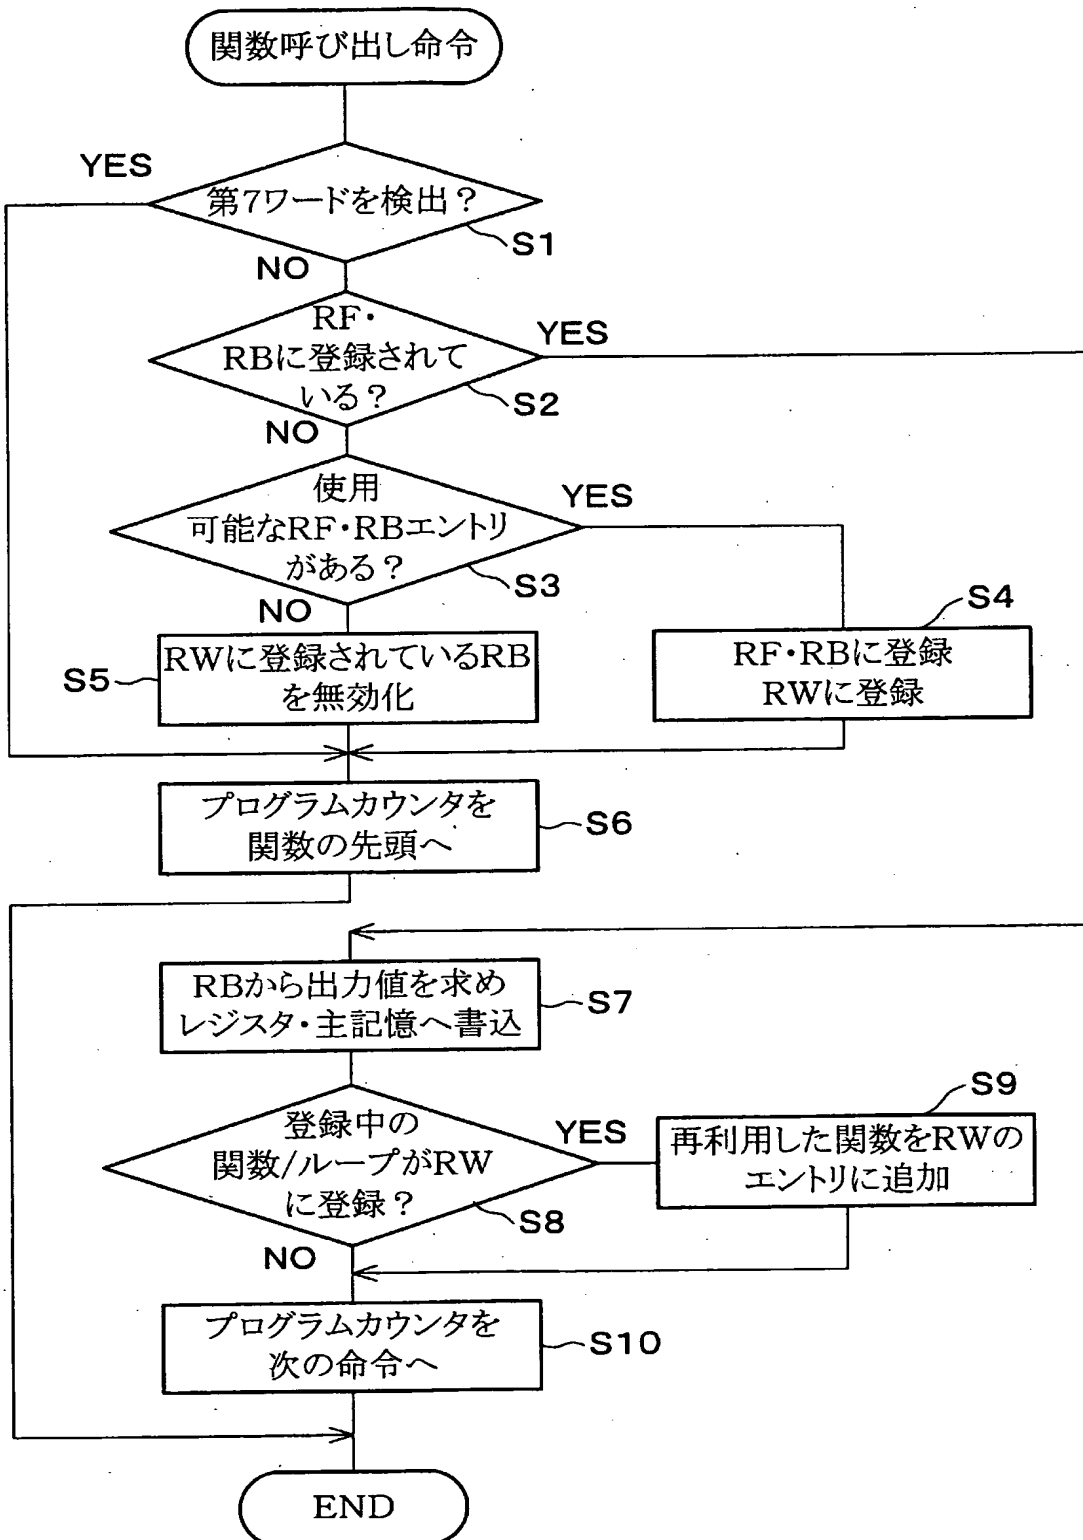 関数呼び出し命令
YES
第7ワードを検出?
S1
NO
RF・
RBに登録されて
いる?
YES
S2
NO
使用
可能なRF・RBエントリ
がある?
YES
S3
NO
S4
RF・RBに登録
RWに登録
RWに登録されているRB
を無効化
S5
プログラムカウンタを
関数の先頭へ
S6
RBから出力値を求め
レジスタ・主記憶へ書込
S7
登録中の
関数/ループがRW
に登録?
YES
S8
NO
S9
再利用した関数をRWの
エントリに追加
プログラムカウンタを
次の命令へ
S10
END